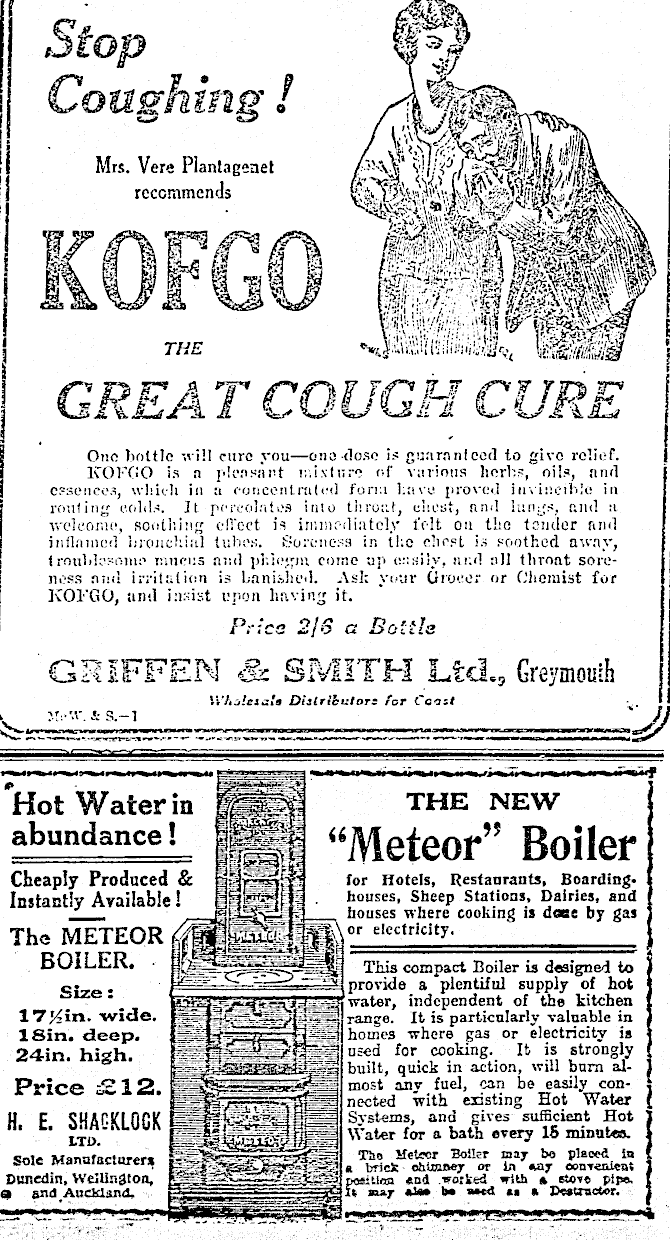 Stop
Coughing!
Mrs. Vere Plantagenet
recommends
KOFGO
THE
GREAT COUGH CURE
One bottle will cure you—one dose is guaranteed to give relief.
KOFGO is a pleasant mixture of various herbs, oils, and
essences, which in a concentrated form have proved invincible in
routing colds. It percolates into throat, chest, and lungs, and a
welcome, soothing effect is immediately felt on the tender and
inflamed bronchial tubes. Soreness in the chest is soothed away,
troublesome mucus and phlegm come up easily, and all throat sore-
ness and irritation is banished. Ask your Grocer or Chemist for
KOFGO, and insist upon having it.
Price 2/6 a Bottle
GRIFFEN & SMITH Ltd., Greymouth
Wholesale Distributors for Coast
McW. & S.—1
Hot Water in
abundance!
Cheaply Produced &
Instantly Available!
The METEOR
BOILER.
Size:
17½in. wide.
18in. deep.
24in. high.
Price £12.
H. E. SHACKLOCK
LTD.
Sole Manufacturers
Dunedin, Wellington,
and Auckland.
METEOR
THE NEW
"Meteor" Boiler
for Hotels, Restaurants, Boarding-
houses, Sheep Stations, Dairies, and
houses where cooking is done by gas
or electricity.
This compact Boiler is designed to
provide a plentiful supply of hot
water, independent of the kitchen
range. It is particularly valuable in
homes where gas or electricity is
used for cooking. It is strongly
built, quick in action, will burn al-
most any fuel, can be easily con-
nected with existing Hot Water
Systems, and gives sufficient Hot
Water for a bath every 15 minutes.
The Meteor Boiler may be placed in
a brick chimney or in any convenient
position and worked with a stove pipe.
It may also be used as a Destructor.